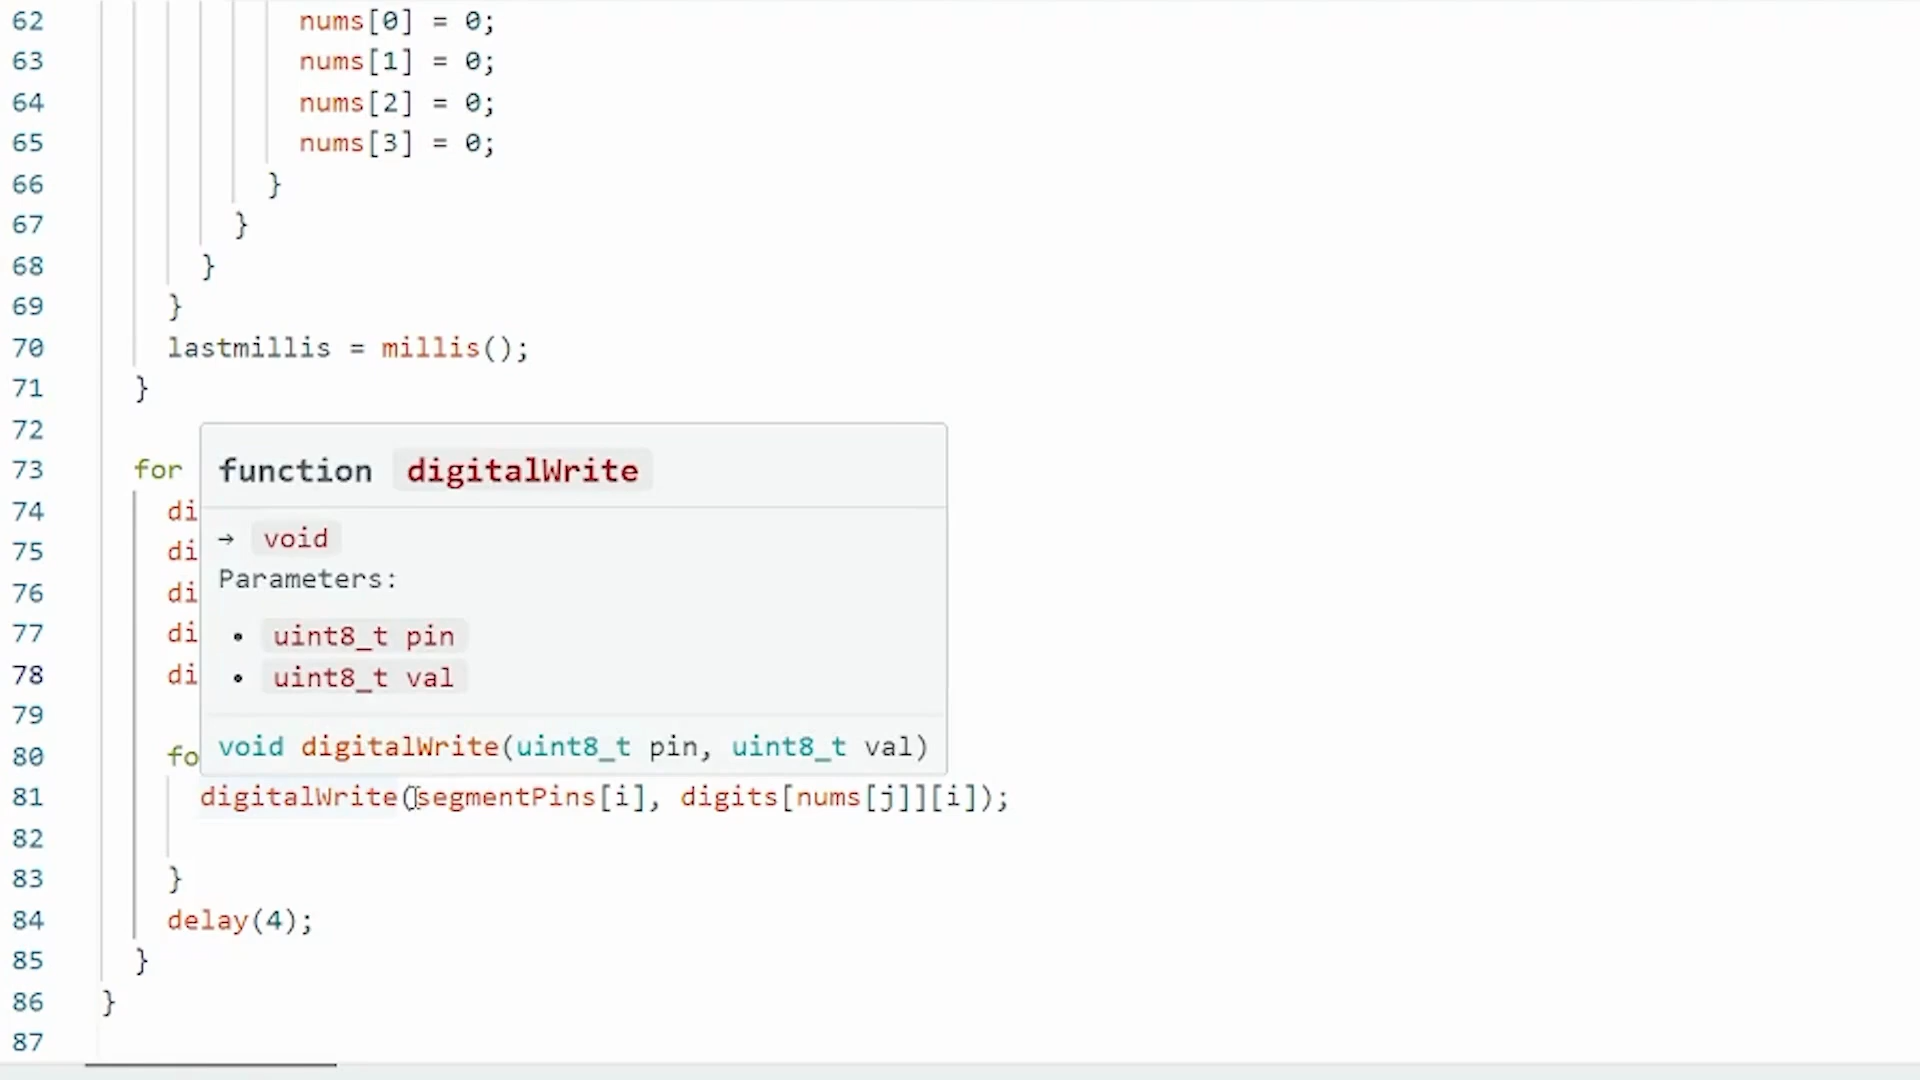 62 nums[0] = 0;
63 nums[1] = 0;
64 nums[2] = 0;
65 nums[3] = 0;
66 }
67 }
68 }
69 }
70 lastmillis = millis();
71 }
72
73 for
74 di
75 di
76 di
77 di
78 di
79
80 fo
function digitalWrite
→ void
Parameters:
• uint8_t pin
• uint8_t val
void digitalWrite(uint8_t pin, uint8_t val)
81 digitalWrite(segmentPins[i], digits[nums[j]][i]);
82
83 }
84 delay(4);
85 }
86 }
87